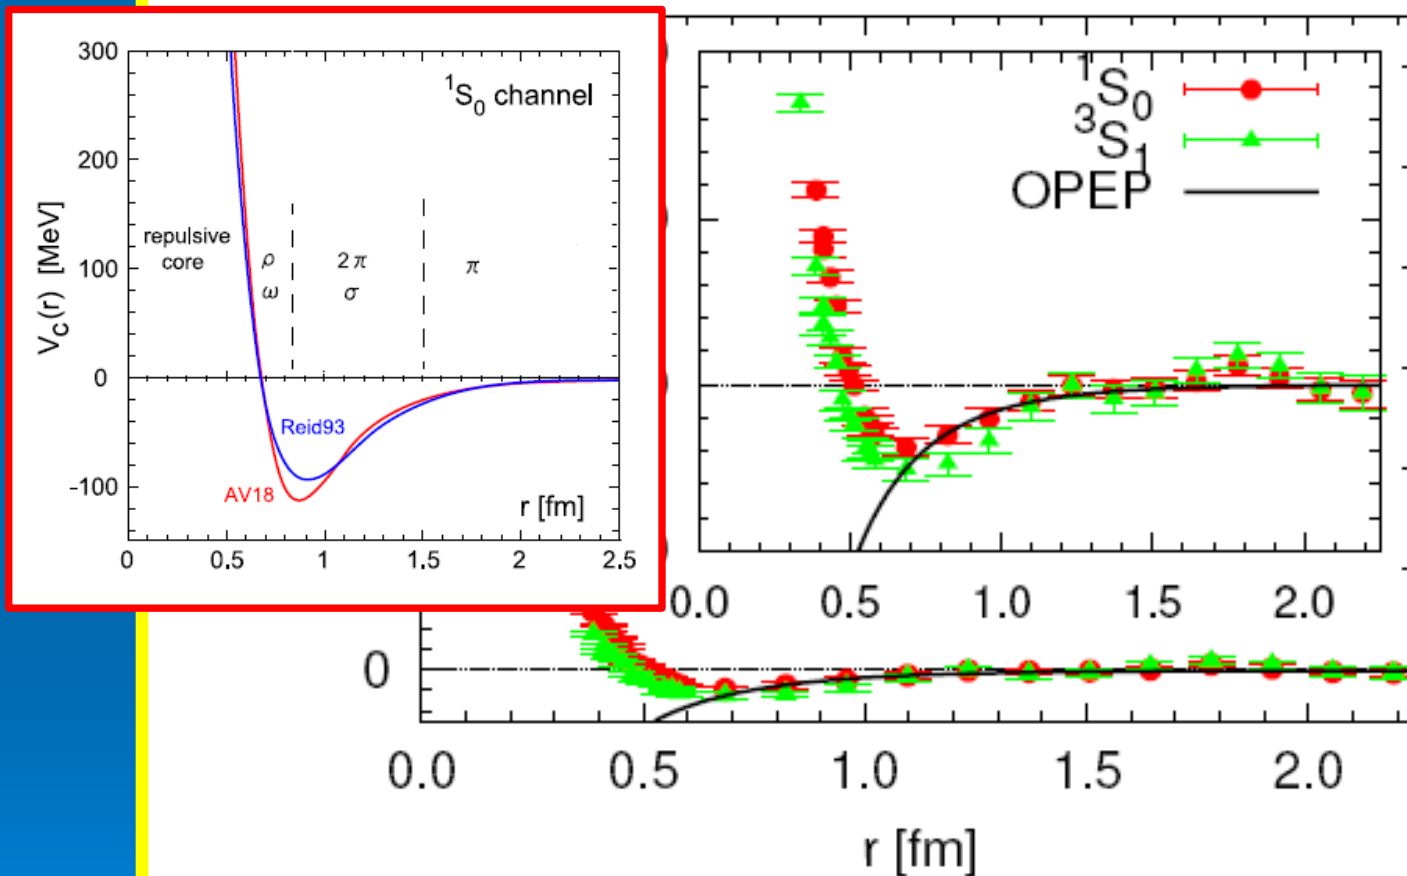 300
200
100
0
-100
V_C(r) [MeV]
¹S₀ channel
repulsive
core
ρ
ω
2π
σ
π
Reid93
AV18
r [fm]
0 0.5 1 1.5 2 2.5
¹S₀
³S₁
OPEP
0.0 0.5 1.0 1.5 2.0
0
0.0 0.5 1.0 1.5 2.0
r [fm]